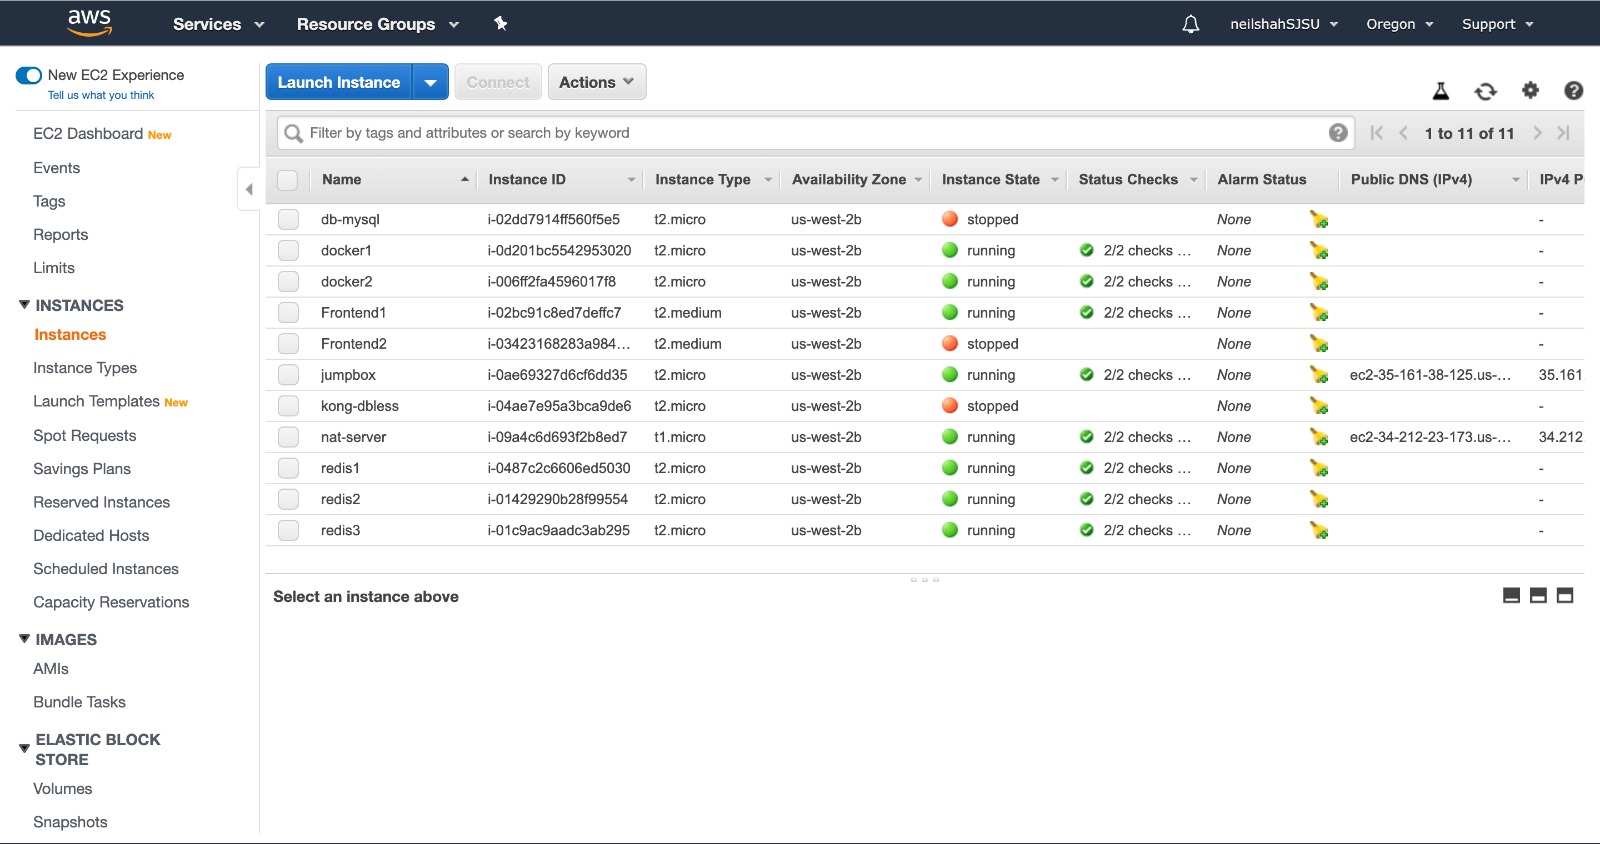 aws Services Resource Groups neilshahSJSU Oregon Support
New EC2 Experience
Tell us what you think
EC2 Dashboard New
Events
Tags
Reports
Limits
INSTANCES
Instances
Instance Types
Launch Templates New
Spot Requests
Savings Plans
Reserved Instances
Dedicated Hosts
Scheduled Instances
Capacity Reservations
IMAGES
AMIs
Bundle Tasks
ELASTIC BLOCK
STORE
Volumes
Snapshots
Launch Instance Connect Actions
Filter by tags and attributes or search by keyword 1 to 11 of 11
Name Instance ID Instance Type Availability Zone Instance State Status Checks Alarm Status Public DNS (IPv4) IPv4 P
db-mysql i-02dd7914ff560f5e5 t2.micro us-west-2b stopped None -
docker1 i-0d201bc5542953020 t2.micro us-west-2b running 2/2 checks ... None -
docker2 i-006ff2fa4596017f8 t2.micro us-west-2b running 2/2 checks ... None -
Frontend1 i-02bc91c8ed7deffc7 t2.medium us-west-2b running 2/2 checks ... None -
Frontend2 i-03423168283a984... t2.medium us-west-2b stopped None -
jumpbox i-0ae69327d6cf6dd35 t2.micro us-west-2b running 2/2 checks ... None ec2-35-161-38-125.us-... 35.161
kong-dbless i-04ae7e95a3bca9de6 t2.micro us-west-2b stopped None -
nat-server i-09a4c6d693f2b8ed7 t1.micro us-west-2b running 2/2 checks ... None ec2-34-212-23-173.us-... 34.212
redis1 i-0487c2c6606ed5030 t2.micro us-west-2b running 2/2 checks ... None -
redis2 i-01429290b28f99554 t2.micro us-west-2b running 2/2 checks ... None -
redis3 i-01c9ac9aadc3ab295 t2.micro us-west-2b running 2/2 checks ... None -
Select an instance above